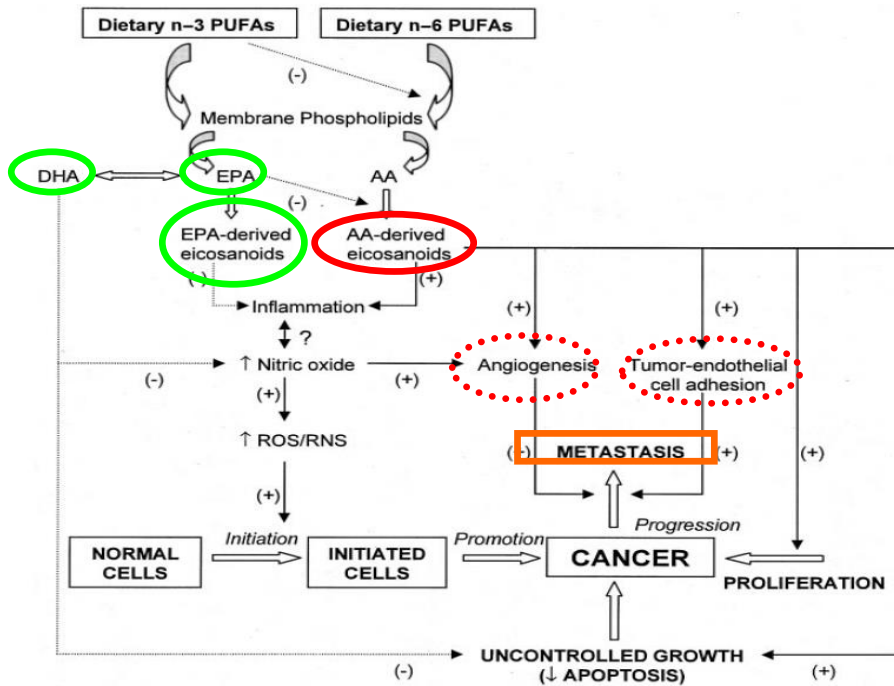 Dietary n–3 PUFAs
Dietary n–6 PUFAs
(-)
Membrane Phospholipids
DHA
EPA
AA
(-)
EPA-derived
eicosanoids
AA-derived
eicosanoids
(-)
(+)
(+)
(+)
Inflammation
?
↑ Nitric oxide
Angiogenesis
Tumor-endothelial
cell adhesion
(-)
(+)
(+)
↑ ROS/RNS
METASTASIS
(+)
(+)
(+)
Progression
Initiation
Promotion
NORMAL
CELLS
INITIATED
CELLS
CANCER
PROLIFERATION
UNCONTROLLED GROWTH
(↓ APOPTOSIS)
(-)
(+)